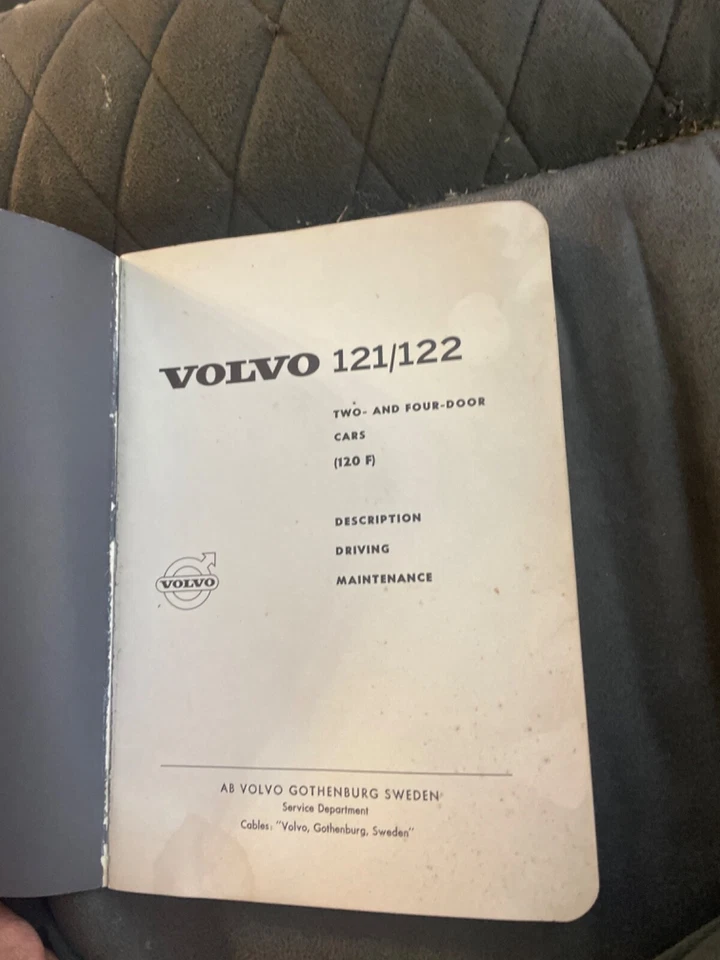 VOLVO 121/122
TWO- AND FOUR-DOOR
CARS
(120 F)
DESCRIPTION
DRIVING
MAINTENANCE
VOLVO
AB VOLVO GOTHENBURG SWEDEN
Service Department
Cables: "Volvo, Gothenburg, Sweden"